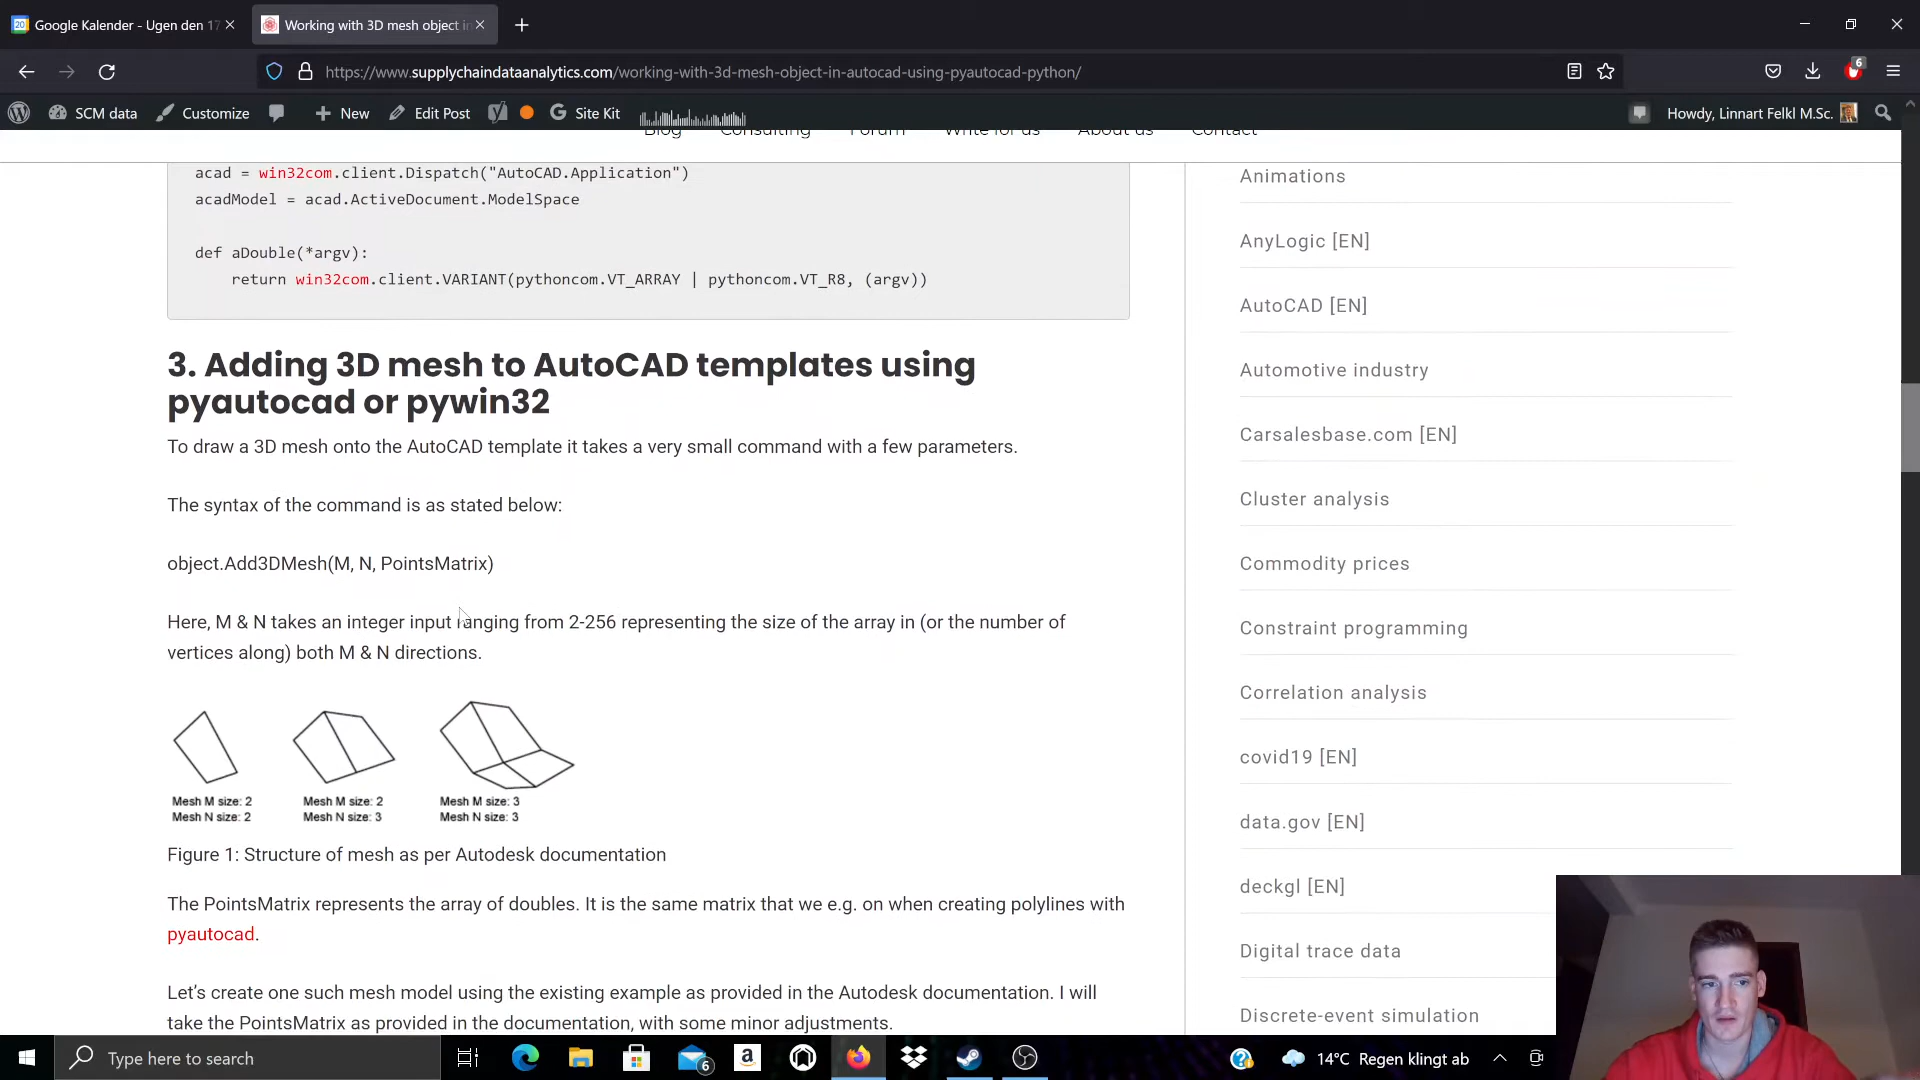 Google Kalender - Ugen den 17
Working with 3D mesh object in
https://www.supplychaindataanalytics.com/working-with-3d-mesh-object-in-autocad-using-pyautocad-python/
6
SCM data
Customize
New
Edit Post
Site Kit
Howdy, Linnart Felkl M.Sc.
Blog
Consulting
Forum
Write for us
About us
Contact
acad = win32com.client.Dispatch("AutoCAD.Application")
acadModel = acad.ActiveDocument.ModelSpace
def aDouble(*argv):
return win32com.client.VARIANT(pythoncom.VT_ARRAY | pythoncom.VT_R8, (argv))
3. Adding 3D mesh to AutoCAD templates using
pyautocad or pywin32
To draw a 3D mesh onto the AutoCAD template it takes a very small command with a few parameters.
The syntax of the command is as stated below:
object.Add3DMesh(M, N, PointsMatrix)
Here, M & N takes an integer input ranging from 2-256 representing the size of the array in (or the number of
vertices along) both M & N directions.
Mesh M size: 2
Mesh N size: 2
Mesh M size: 2
Mesh N size: 3
Mesh M size: 3
Mesh N size: 3
Figure 1: Structure of mesh as per Autodesk documentation
The PointsMatrix represents the array of doubles. It is the same matrix that we e.g. on when creating polylines with
pyautocad.
Let's create one such mesh model using the existing example as provided in the Autodesk documentation. I will
take the PointsMatrix as provided in the documentation, with some minor adjustments.
Animations
AnyLogic [EN]
AutoCAD [EN]
Automotive industry
Carsalesbase.com [EN]
Cluster analysis
Commodity prices
Constraint programming
Correlation analysis
covid19 [EN]
data.gov [EN]
deckgl [EN]
Digital trace data
Discrete-event simulation
Type here to search
6
14°C Regen klingt ab